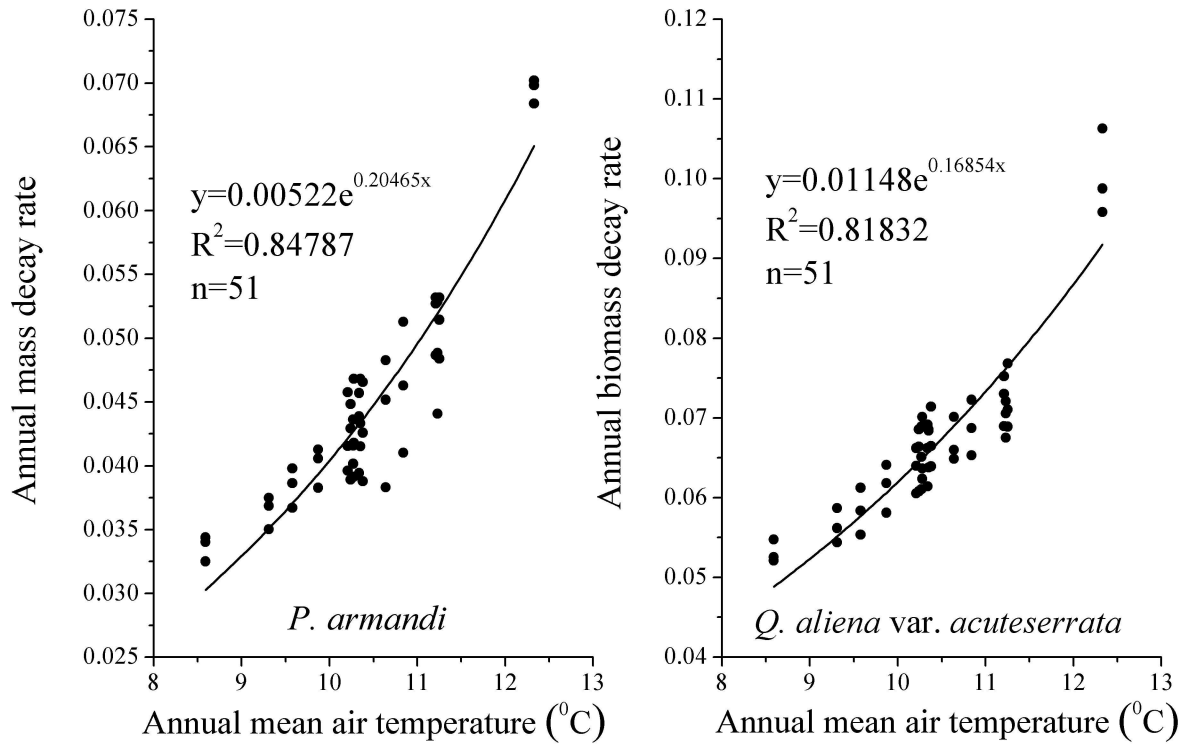 Annual mass decay rate
0.075
0.070
0.065
0.060
0.055
0.050
0.045
0.040
0.035
0.030
0.025
y=0.00522e^0.20465x
R²=0.84787
n=51
P. armandi
8 9 10 11 12 13
Annual mean air temperature (⁰C)
Annual biomass decay rate
0.12
0.11
0.10
0.09
0.08
0.07
0.06
0.05
0.04
y=0.01148e^0.16854x
R²=0.81832
n=51
Q. aliena var. acuteserrata
8 9 10 11 12 13
Annual mean air temperature (⁰C)